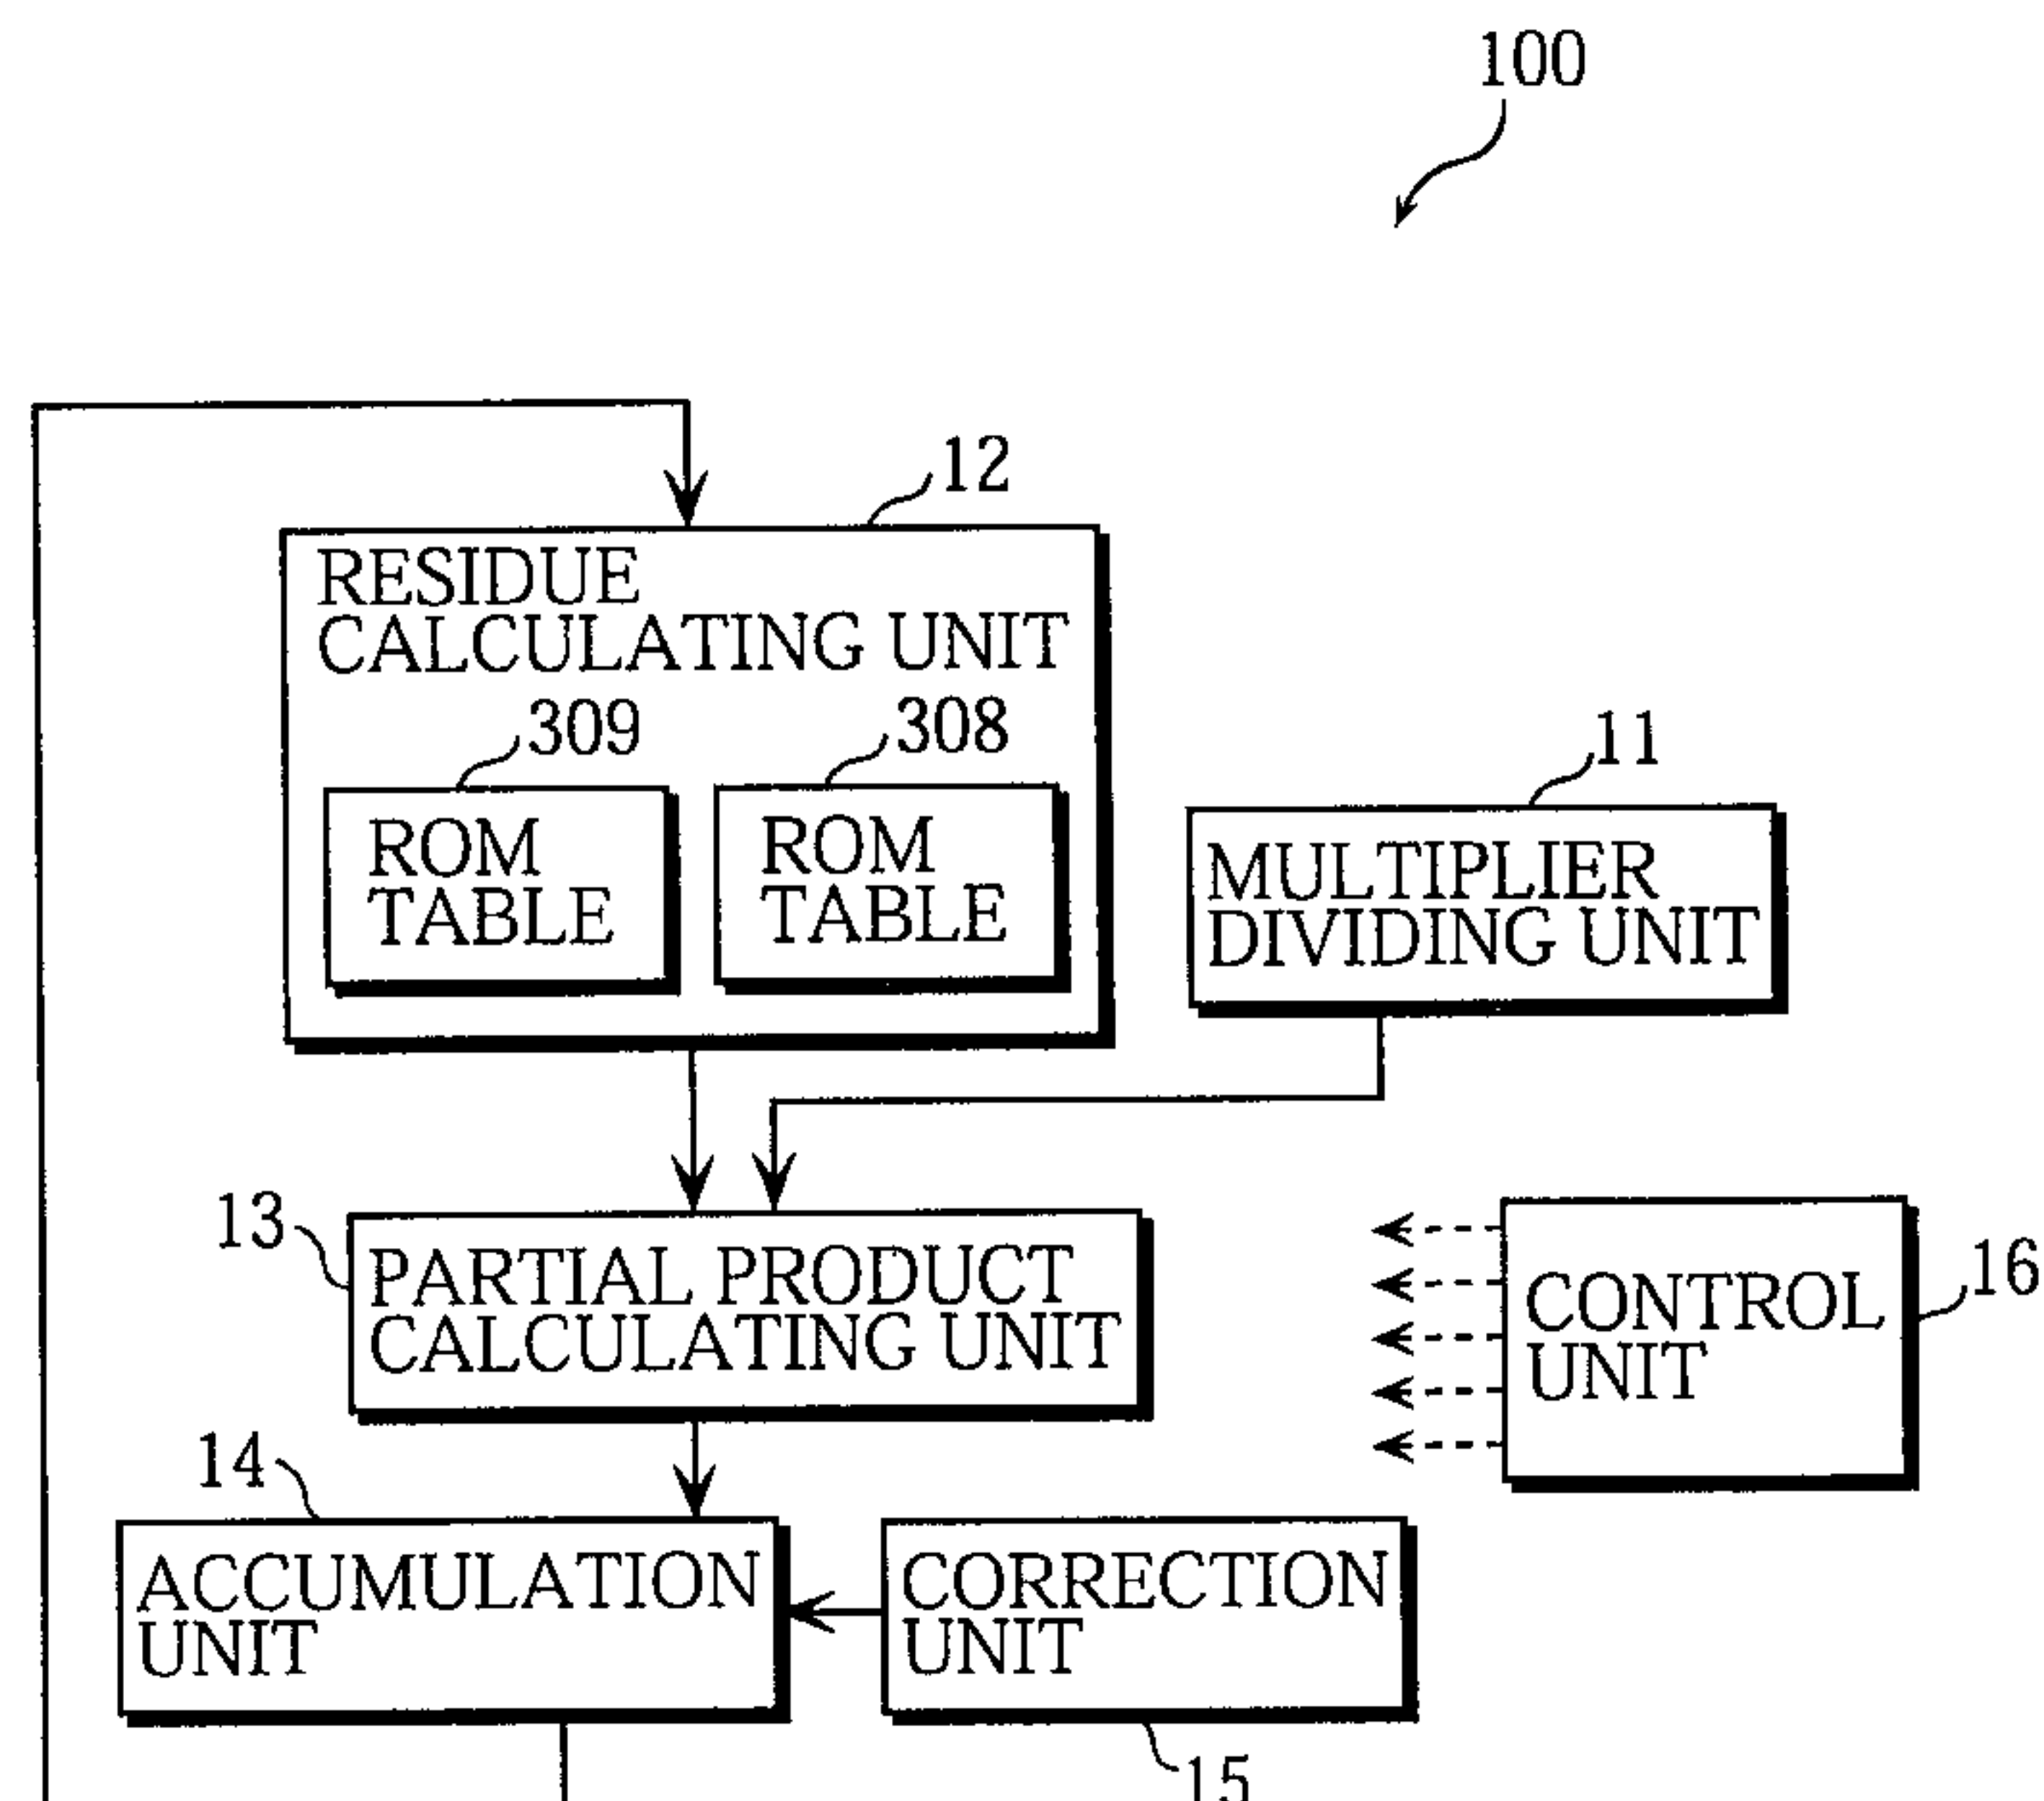 100
12
RESIDUE
CALCULATING UNIT
309
308
ROM
TABLE
ROM
TABLE
11
MULTIPLIER
DIVIDING UNIT
13
PARTIAL PRODUCT
CALCULATING UNIT
CONTROL
UNIT
16
14
ACCUMULATION
UNIT
CORRECTION
UNIT
15